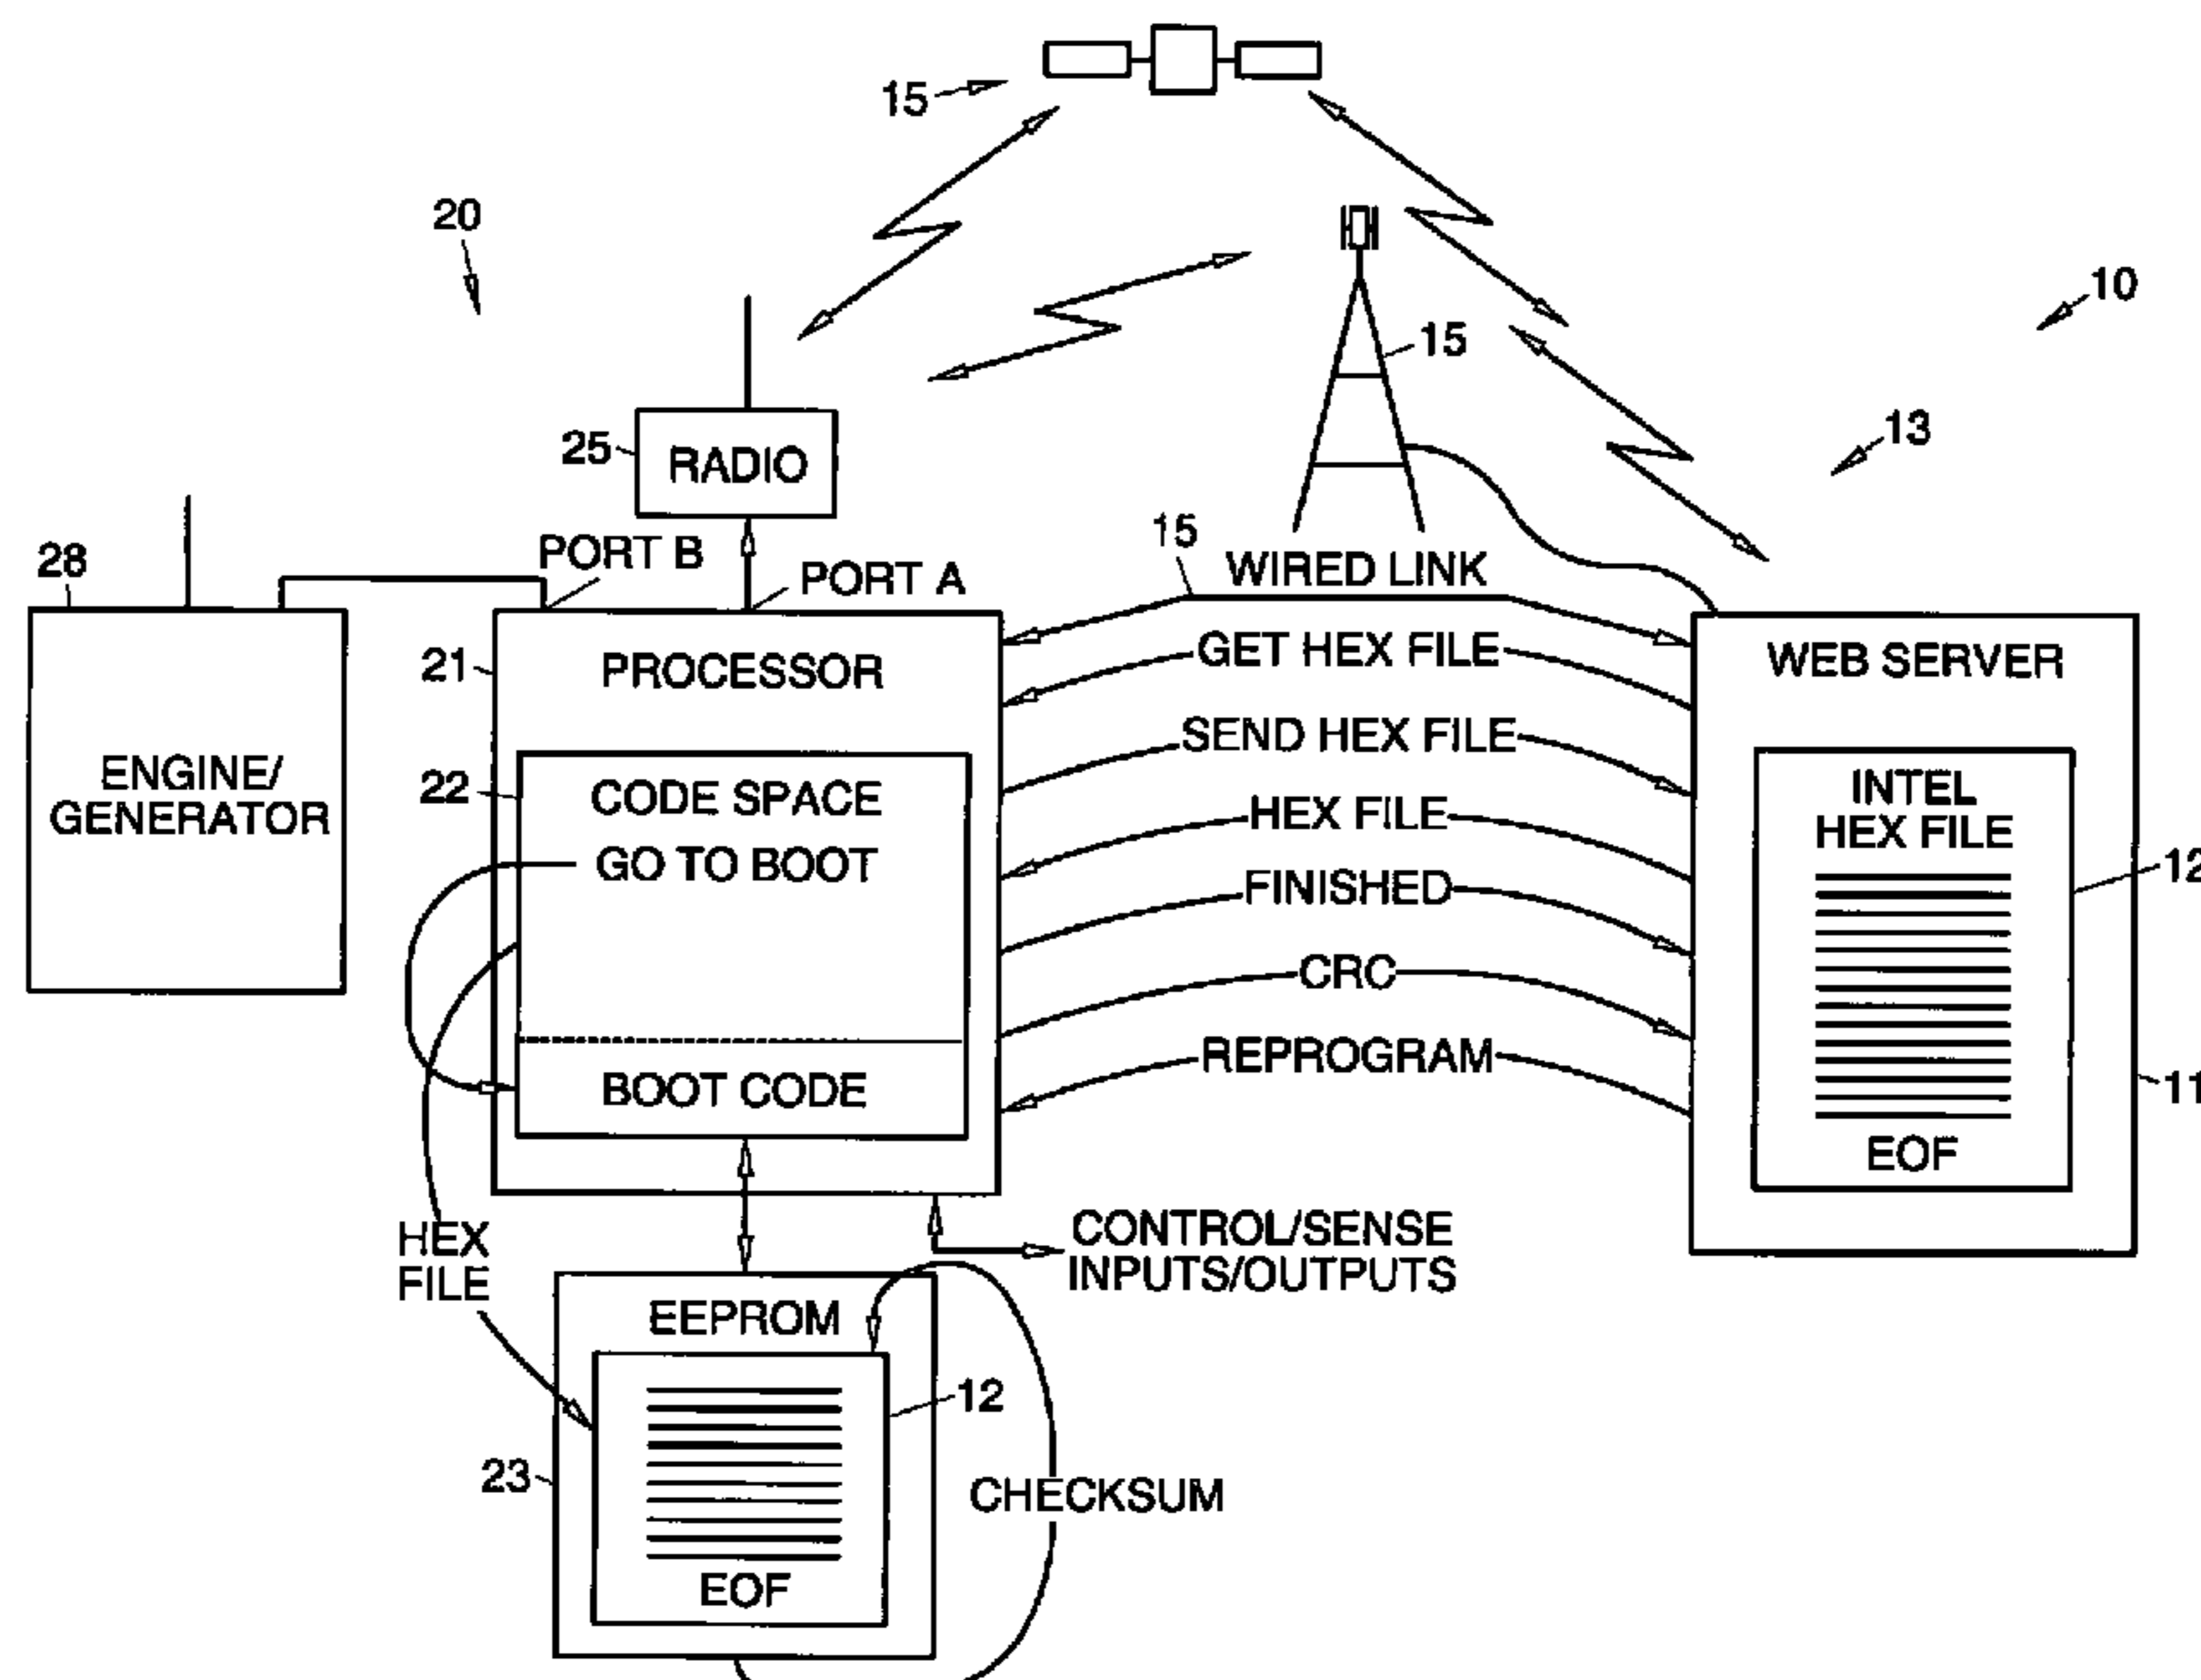 15
20
10
15
13
25
RADIO
15
28
PORT B
PORT A
WIRED LINK
21
PROCESSOR
GET HEX FILE
WEB SERVER
SEND HEX FILE
ENGINE/
GENERATOR
22
CODE SPACE
INTEL
HEX FILE
HEX FILE
GO TO BOOT
12
FINISHED
CRC
REPROGRAM
BOOT CODE
11
EOF
HEX
FILE
CONTROL/SENSE
INPUTS/OUTPUTS
EEPROM
12
23
CHECKSUM
EOF